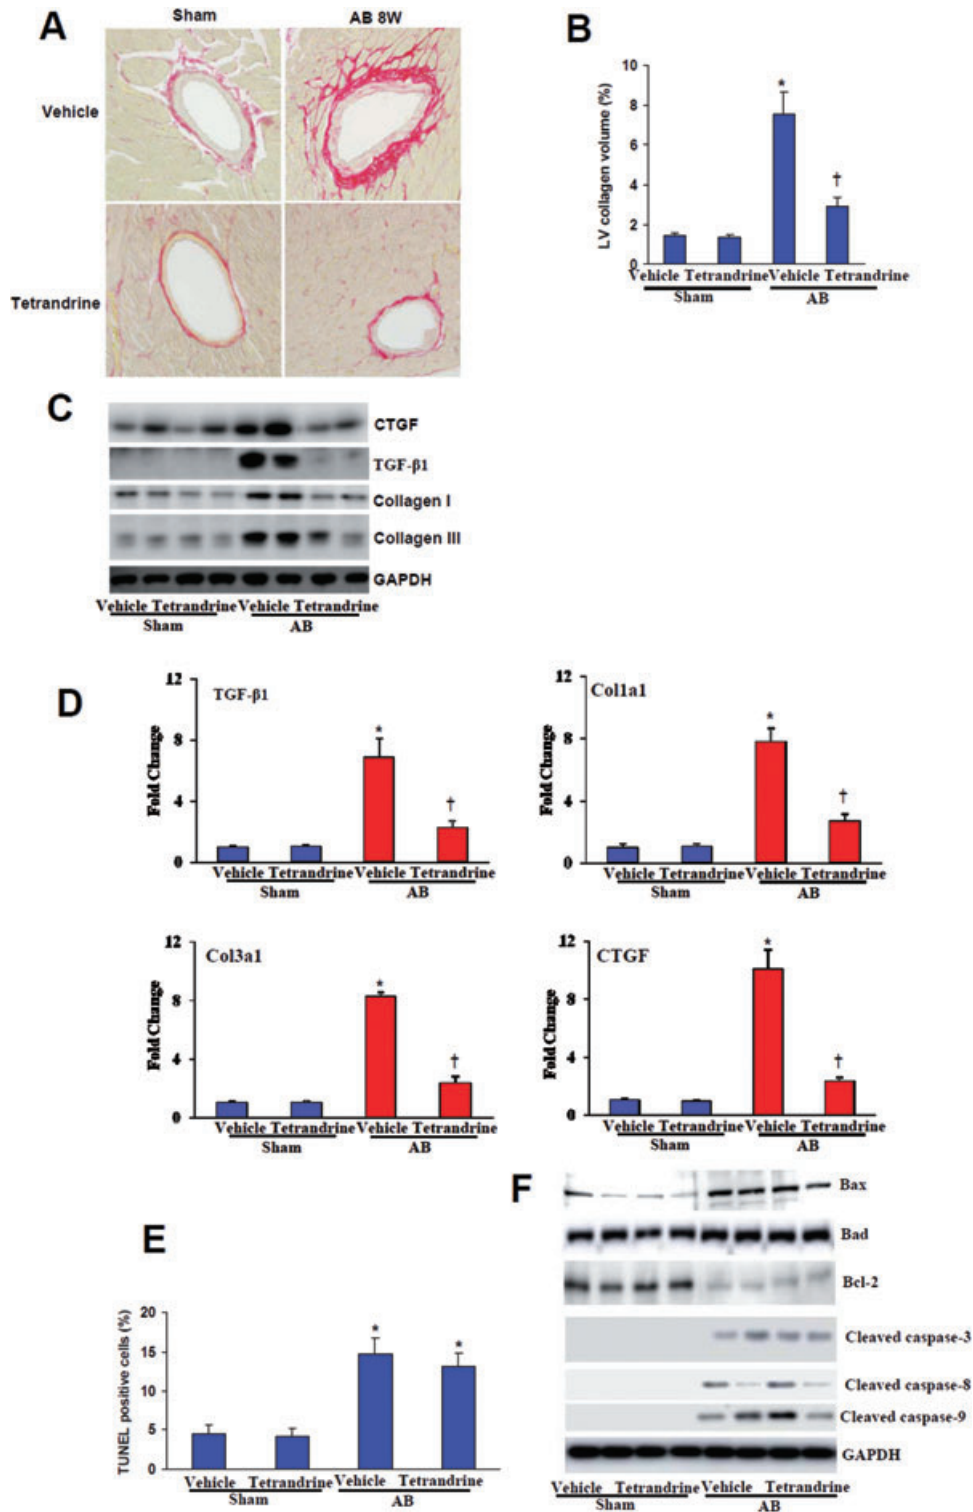 A
Sham
AB 8W
Vehicle
Tetrandrine
B
LV collagen volume (%)
10
8
6
4
2
0
*
†
Vehicle Tetrandrine
Vehicle Tetrandrine
Sham
AB
C
CTGF
TGF-β1
Collagen I
Collagen III
GAPDH
Vehicle Tetrandrine
Vehicle Tetrandrine
Sham
AB
D
TGF-β1
Fold Change
12
8
4
0
*
†
Vehicle Tetrandrine
Vehicle Tetrandrine
Sham
AB
Col1a1
Fold Change
12
8
4
0
*
†
Vehicle Tetrandrine
Vehicle Tetrandrine
Sham
AB
Col3a1
Fold Change
12
8
4
0
*
†
Vehicle Tetrandrine
Vehicle Tetrandrine
Sham
AB
CTGF
Fold Change
12
8
4
0
*
†
Vehicle Tetrandrine
Vehicle Tetrandrine
Sham
AB
E
TUNEL positive cells (%)
20
15
10
5
0
*
*
Vehicle Tetrandrine
Vehicle Tetrandrine
Sham
AB
F
Bax
Bad
Bcl-2
Cleaved caspase-3
Cleaved caspase-8
Cleaved caspase-9
GAPDH
Vehicle Tetrandrine
Vehicle Tetrandrine
Sham
AB